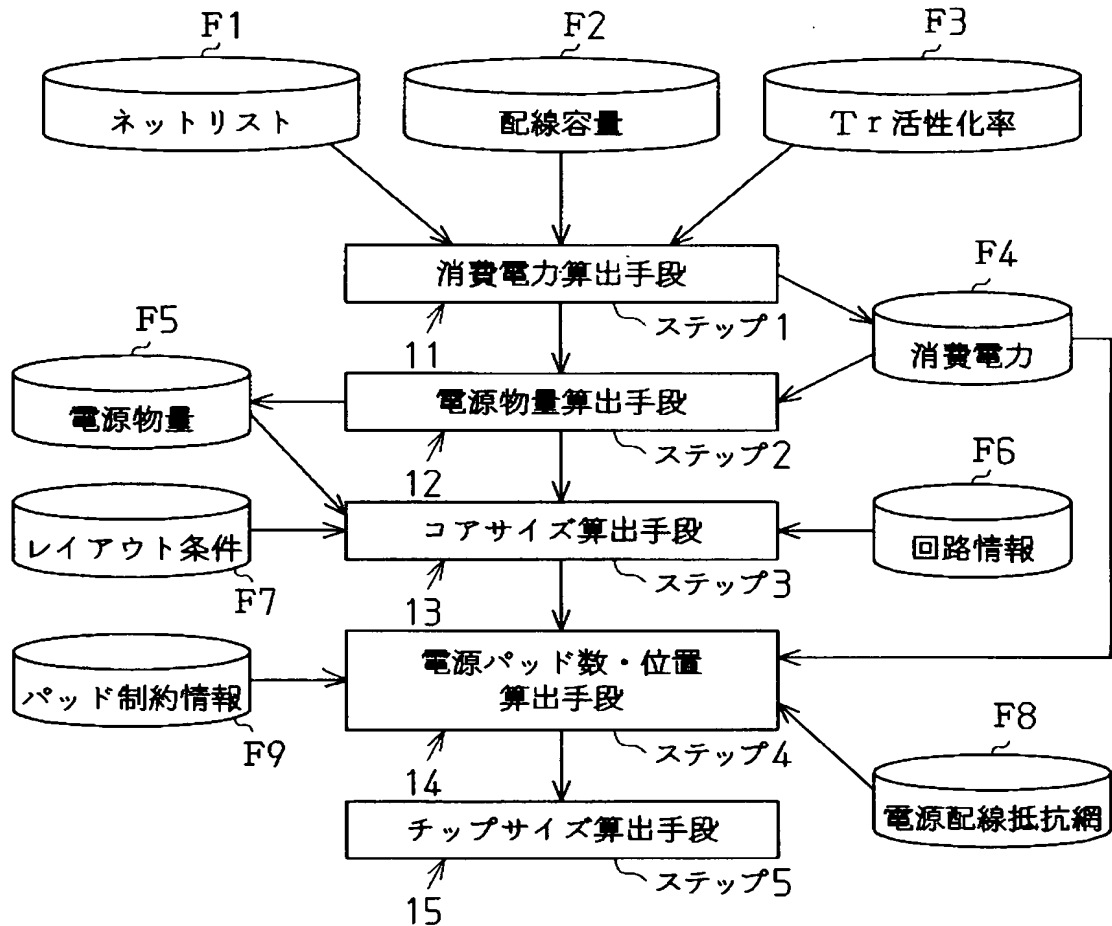 F1
F2
F3
ネットリスト
配線容量
Tr活性化率
消費電力算出手段
F4
ステップ1
F5
11
消費電力
電源物量算出手段
電源物量
ステップ2
F6
12
コアサイズ算出手段
レイアウト条件
回路情報
ステップ3
F7
13
電源パッド数・位置
算出手段
パッド制約情報
F8
F9
ステップ4
14
チップサイズ算出手段
電源配線抵抗網
ステップ5
15